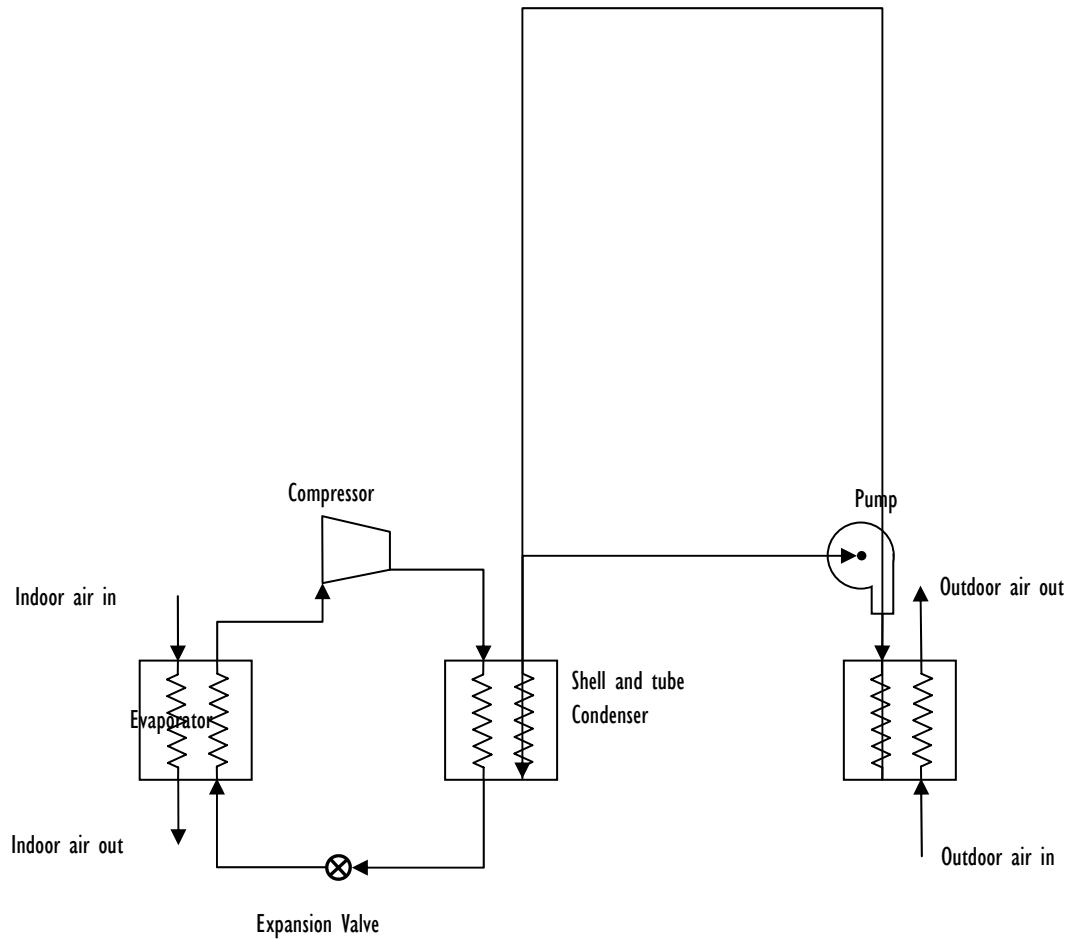 Compressor
Pump
Indoor air in
Outdoor air out
Shell and tube
Condenser
Evaporator
Indoor air out
Outdoor air in
Expansion Valve